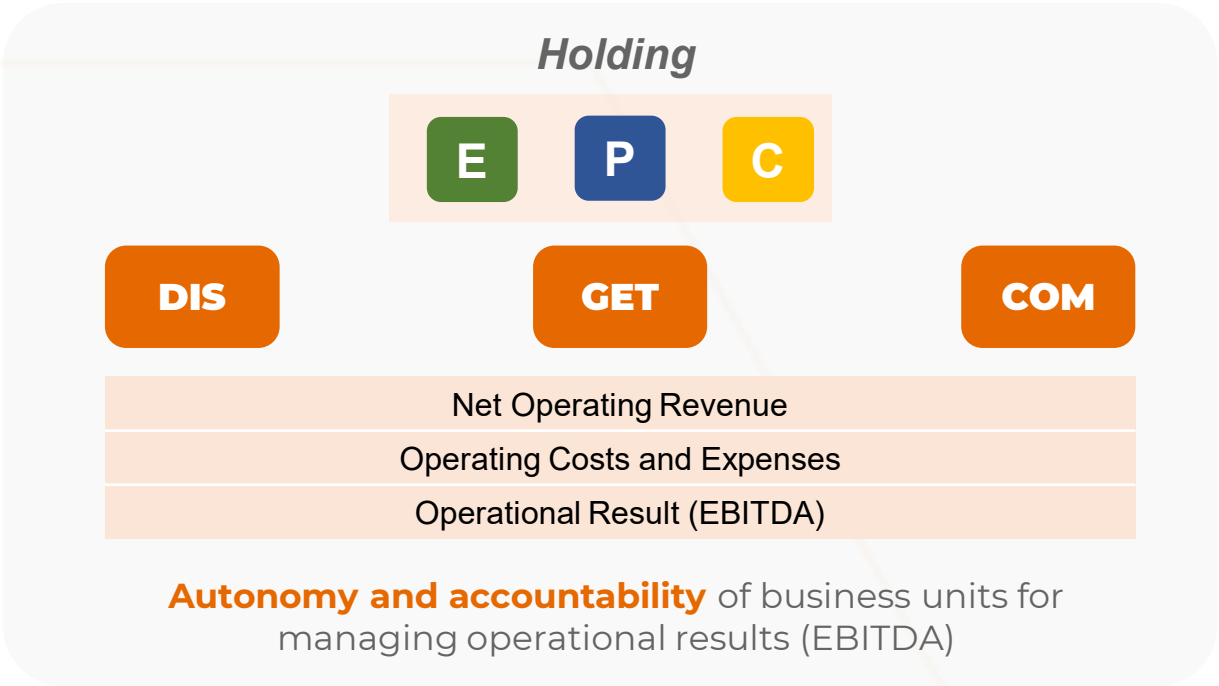 Holding
E P C
DIS GET COM
Net Operating Revenue
Operating Costs and Expenses
Operational Result (EBITDA)
Autonomy and accountability of business units for
managing operational results (EBITDA)